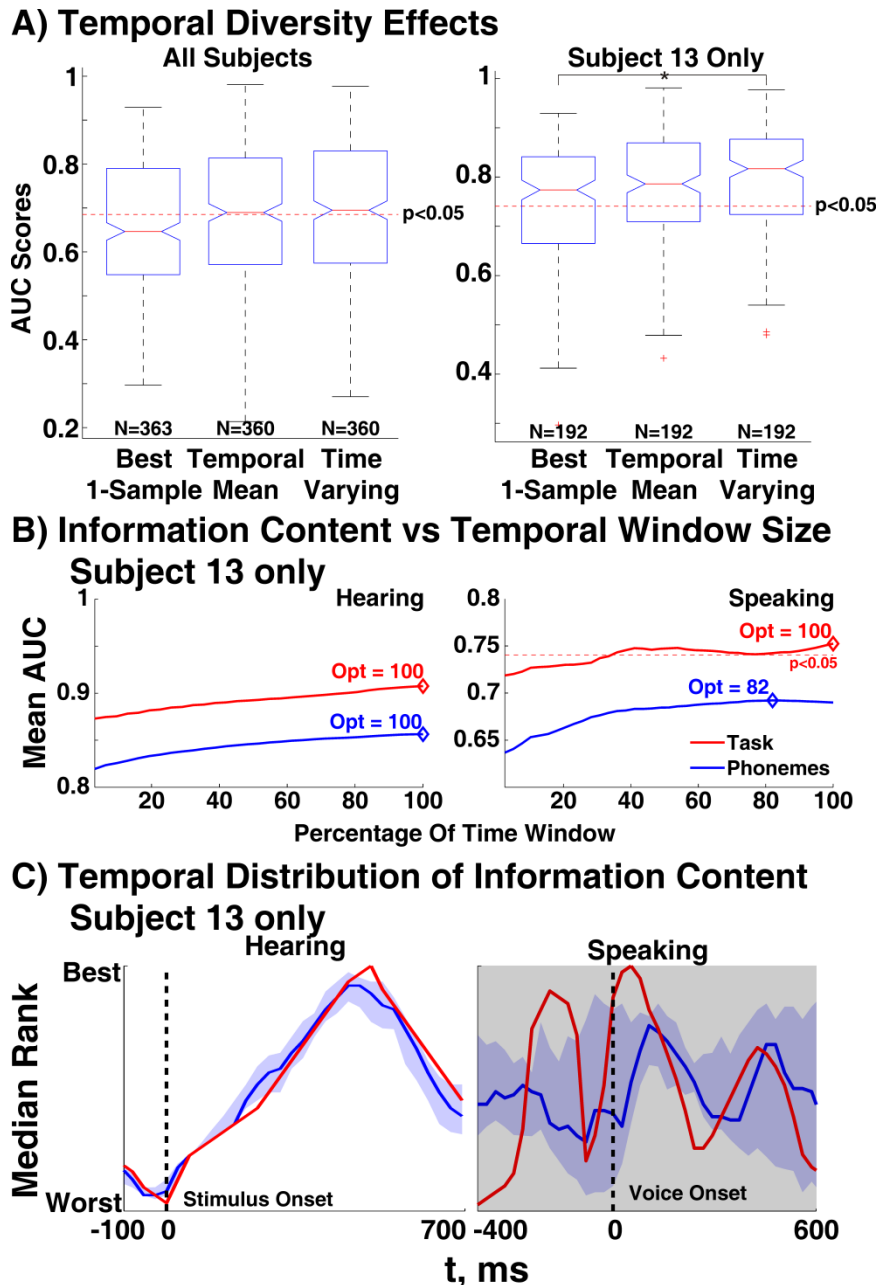 A) Temporal Diversity Effects
All Subjects
Subject 13 Only
AUC Scores
1
0.8
0.6
0.4
0.2
p<0.05
N=363 N=360 N=360
Best Temporal Time
1-Sample Mean Varying
1
0.8
0.6
0.4
*
p<0.05
N=192 N=192 N=192
Best Temporal Time
1-Sample Mean Varying
B) Information Content vs Temporal Window Size
Subject 13 only
Mean AUC
Hearing
1
0.9
0.8
Opt = 100
Opt = 100
20 40 60 80 100
Speaking
0.8
0.75
0.7
0.65
Opt = 100
p<0.05
Opt = 82
Task
Phonemes
20 40 60 80 100
Percentage Of Time Window
C) Temporal Distribution of Information Content
Subject 13 only
Hearing
Speaking
Median Rank
Best
Worst
Stimulus Onset
-100 0 700
Voice Onset
-400 0 600
t, ms